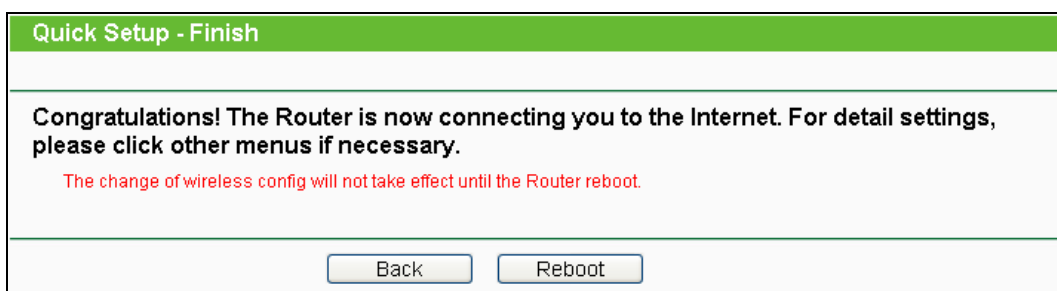 Quick Setup - Finish
Congratulations! The Router is now connecting you to the Internet. For detail settings,
please click other menus if necessary.
The change of wireless config will not take effect until the Router reboot.
Back Reboot